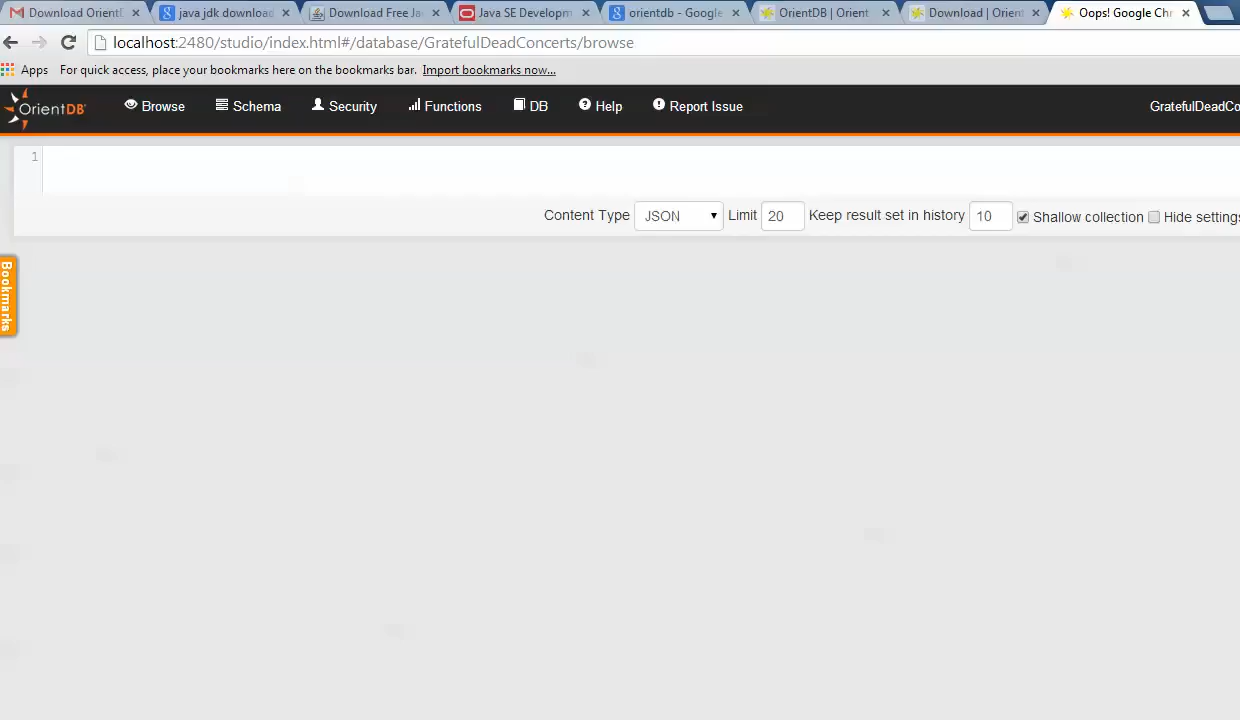 Download OrientD java jdk download Download Free Ja Java SE Developm orientdb - Google OrientDB | Orient Download | Orient Oops! Google Chr
localhost:2480/studio/index.html#/database/GratefulDeadConcerts/browse
Apps For quick access, place your bookmarks here on the bookmarks bar. Import bookmarks now...
OrientDB Browse Schema Security Functions DB Help Report Issue GratefulDeadCo
1
Content Type JSON Limit 20 Keep result set in history 10 Shallow collection Hide settings
Bookmarks